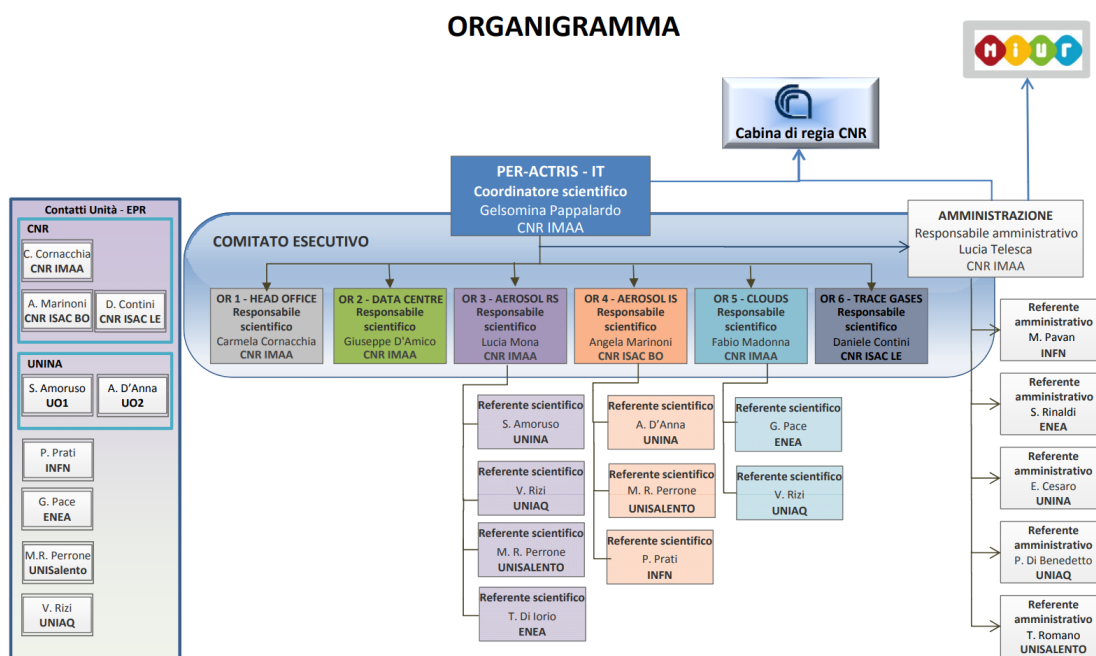 ORGANIGRAMMA
MIUR
Cabina di regia CNR
PER-ACTRIS - IT
Coordinatore scientifico
Gelsomina Pappalardo
CNR IMAA
Contatti Unità - EPR
CNR
C. Cornacchia
CNR IMAA
A. Marinoni
CNR ISAC BO
D. Contini
CNR ISAC LE
UNINA
S. Amoruso
UO1
A. D'Anna
UO2
P. Prati
INFN
G. Pace
ENEA
M.R. Perrone
UNISalento
V. Rizi
UNIAQ
COMITATO ESECUTIVO
AMMINISTRAZIONE
Responsabile amministrativo
Lucia Telesca
CNR IMAA
OR 1 - HEAD OFFICE
Responsabile
scientifico
Carmela Cornacchia
CNR IMAA
OR 2 - DATA CENTRE
Responsabile
scientifico
Giuseppe D'Amico
CNR IMAA
OR 3 - AEROSOL RS
Responsabile
scientifico
Lucia Mona
CNR IMAA
OR 4 - AEROSOL IS
Responsabile
scientifico
Angela Marinoni
CNR ISAC BO
OR 5 - CLOUDS
Responsabile
scientifico
Fabio Madonna
CNR IMAA
OR 6 - TRACE GASES
Responsabile
scientifico
Daniele Contini
CNR ISAC LE
Referente scientifico
S. Amoruso
UNINA
Referente scientifico
V. Rizi
UNIAQ
Referente scientifico
M. R. Perrone
UNISALENTO
Referente scientifico
T. Di Iorio
ENEA
Referente scientifico
A. D'Anna
UNINA
Referente scientifico
M. R. Perrone
UNISALENTO
Referente scientifico
P. Prati
INFN
Referente scientifico
G. Pace
ENEA
Referente scientifico
V. Rizi
UNIAQ
Referente
amministrativo
M. Pavan
INFN
Referente
amministrativo
S. Rinaldi
ENEA
Referente
amministrativo
E. Cesaro
UNINA
Referente
amministrativo
P. Di Benedetto
UNIAQ
Referente
amministrativo
T. Romano
UNISALENTO